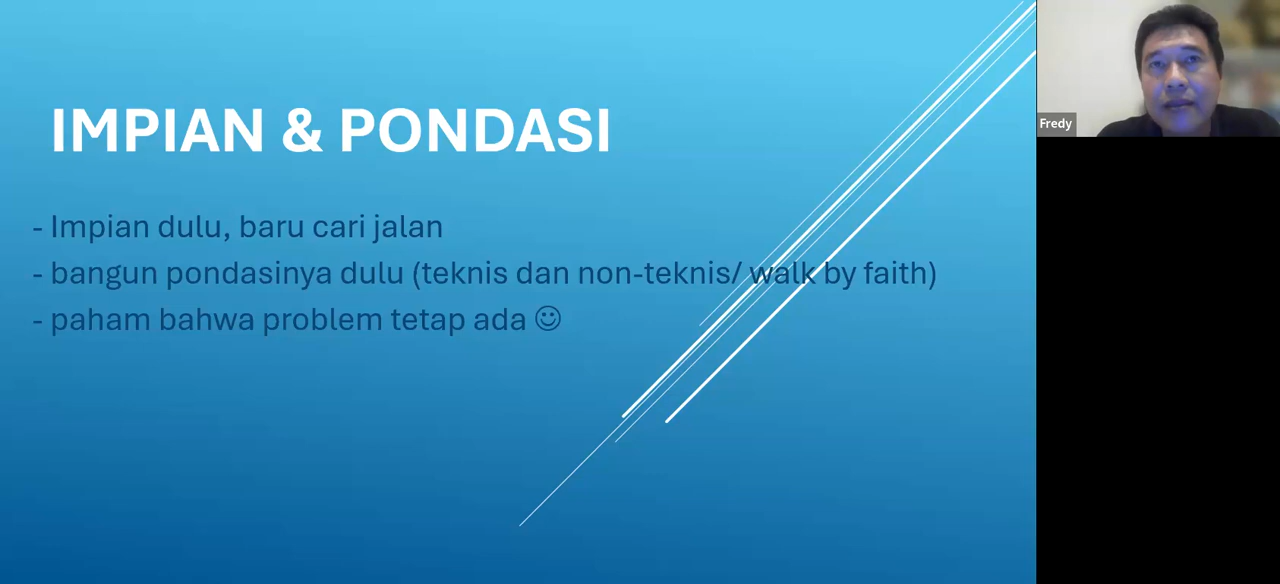 IMPIAN & PONDASI
- Impian dulu, baru cari jalan
- bangun pondasinya dulu (teknis dan non-teknis/ walk by faith)
- paham bahwa problem tetap ada ☺
Fredy